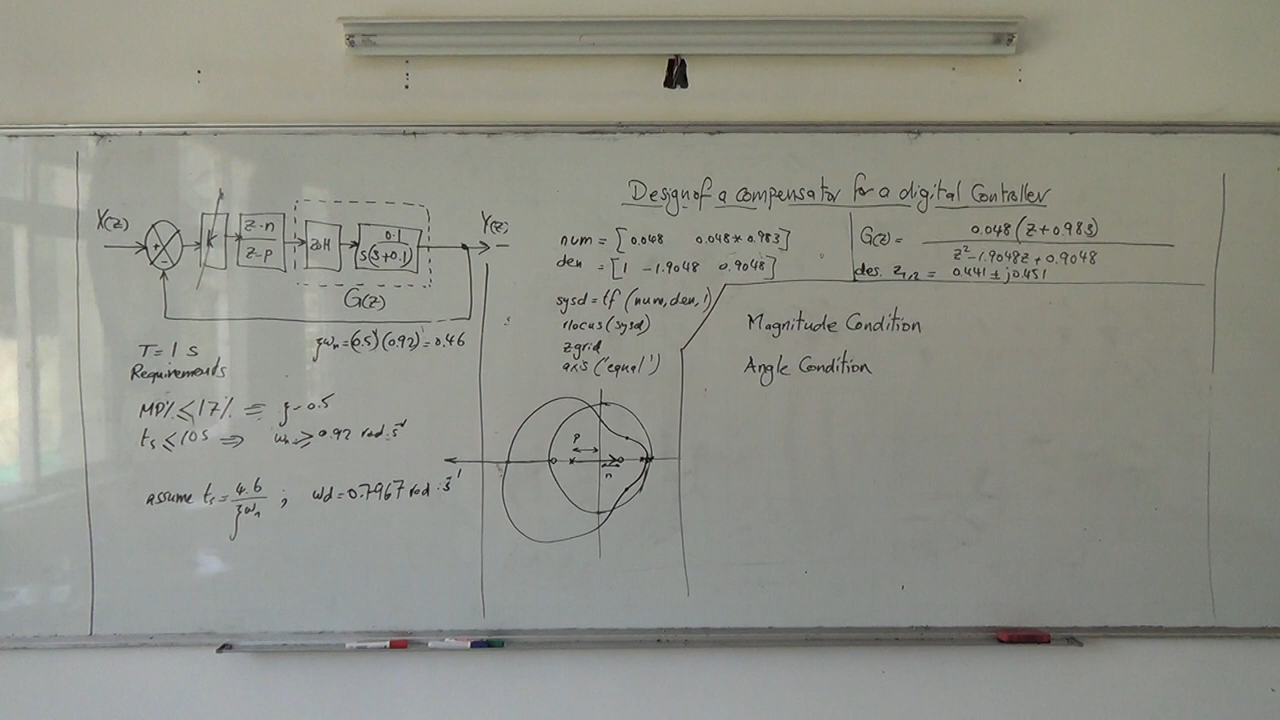 Design of a compensator for a digital Controller
X(z)
+
−
K
z-n
z-p
ZOH
0.1
s(s+0.1)
Y(z)
G(z)
ζωn = (0.5)(0.92) = 0.46
T = 1 s
Requirements
MP% ≤ 17% ≡ ζ = 0.5
ts ≤ 10 s ⇒ ωn ≥ 0.92 rad.s⁻¹
assume ts = 4.6 / ζωn ; ωd = 0.7967 rad.s⁻¹
num = [0.048 0.048*0.983]
den = [1 -1.9048 0.9048]
sysd = tf (num, den, 1)
rlocus (sysd)
zgrid
axis ('equal')
P
n
G(z) = 0.048 (z + 0.983)
z² - 1.9048z + 0.9048
des. z1,2 = 0.441 ± j0.451
Magnitude Condition
Angle Condition